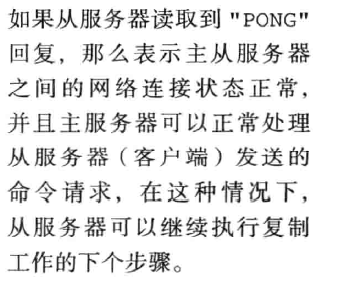 如果从服务器读取到 "PONG"
回复，那么表示主从服务器
之间的网络连接状态正常，
并且主服务器可以正常处理
从服务器（客户端）发送的
命令请求，在这种情况下，
从服务器可以继续执行复制
工作的下个步骤。